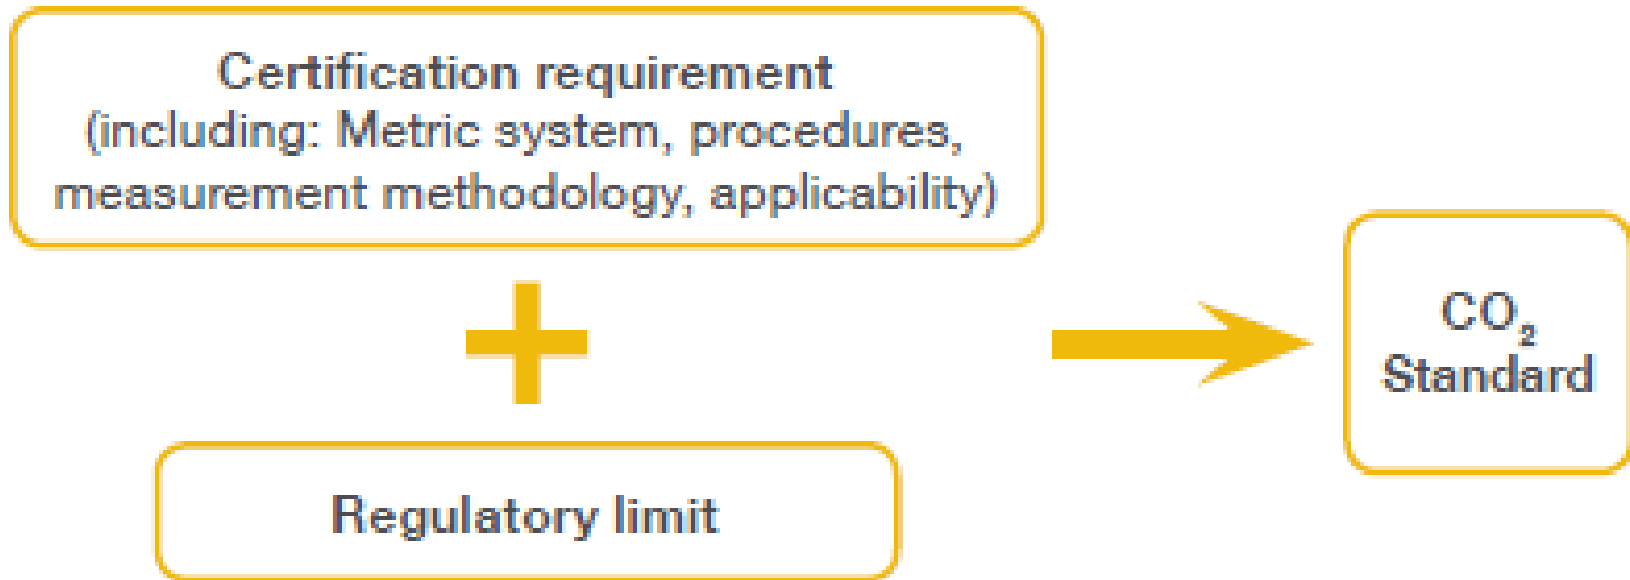 Certification requirement
(including: Metric system, procedures,
measurement methodology, applicability)
Regulatory limit
CO₂
Standard